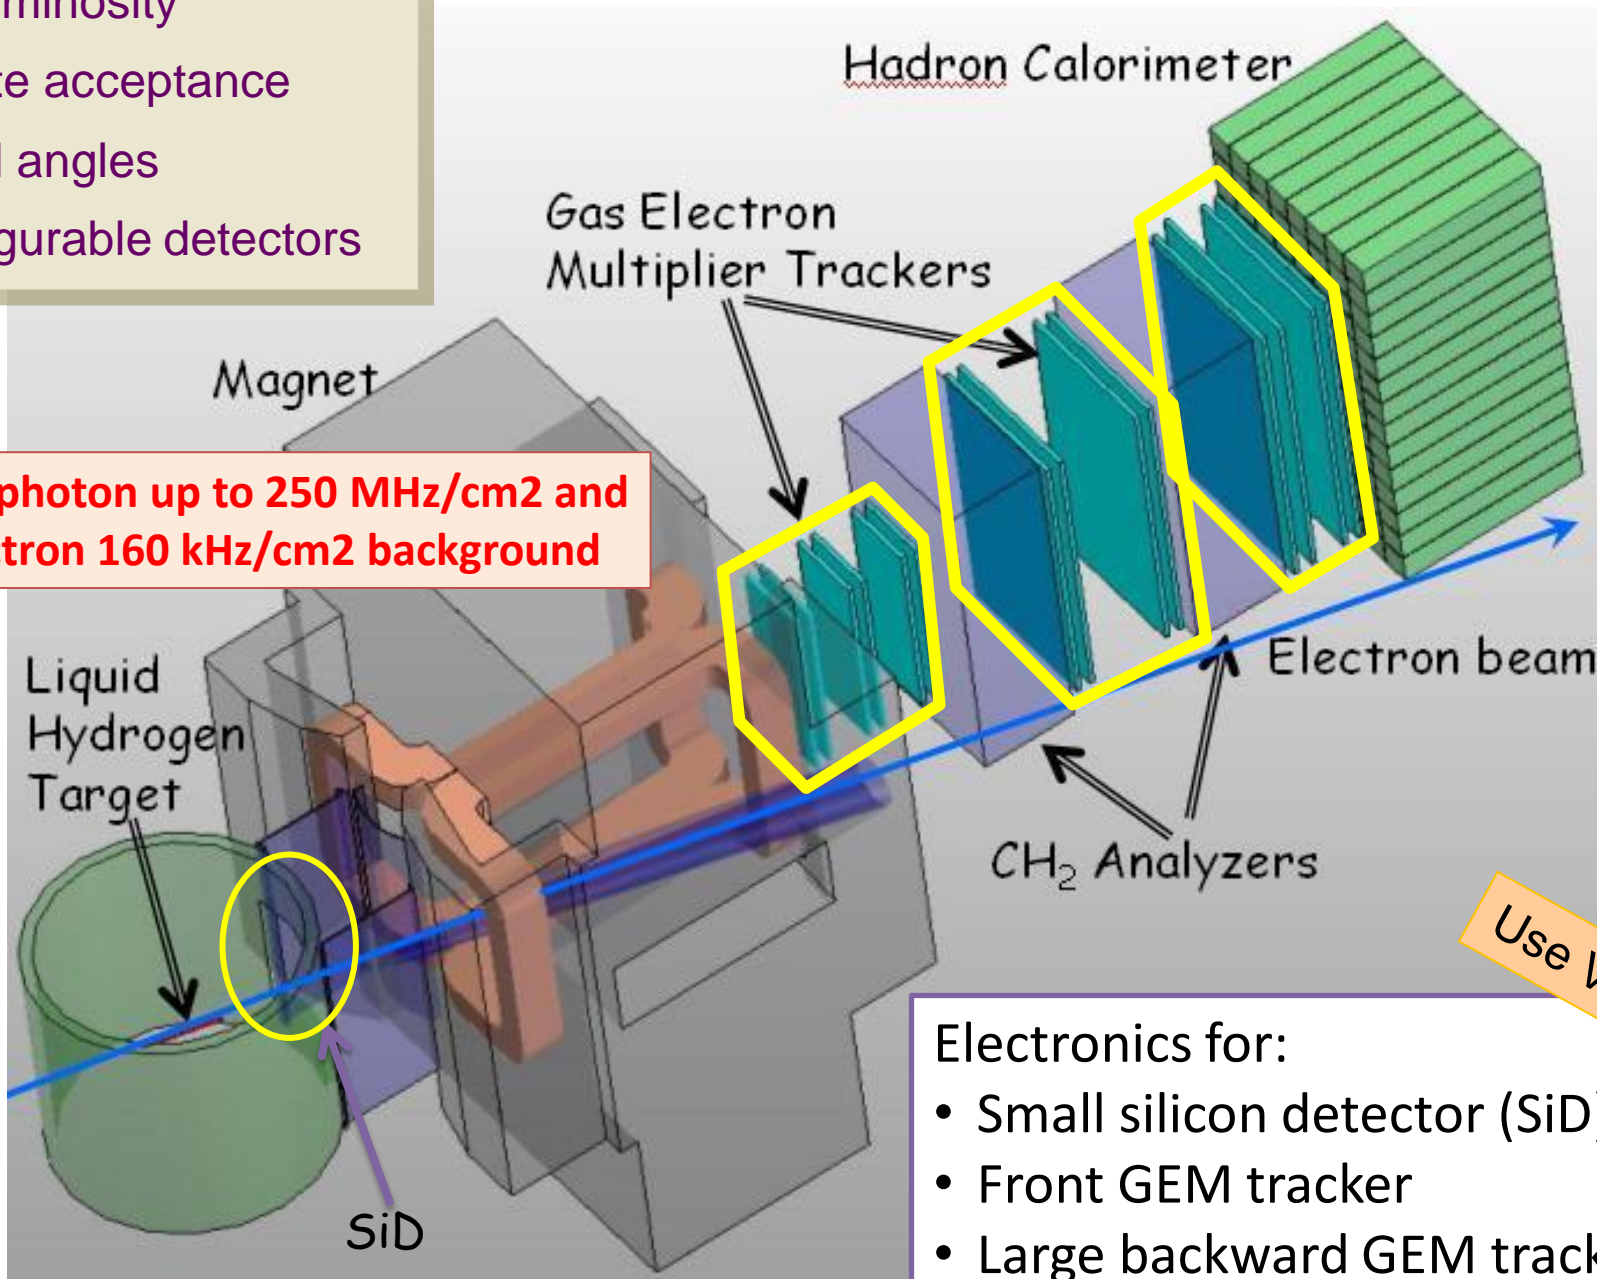 minosity
te acceptance
l angles
gurable detectors
Hadron Calorimeter
Gas Electron
Multiplier Trackers
Magnet
photon up to 250 MHz/cm2 and
ctron 160 kHz/cm2 background
Liquid
Hydrogen
Target
Electron beam
CH₂ Analyzers
Use
SiD
Electronics for:
• Small silicon detector (SiD)
• Front GEM tracker
• Large backward GEM track